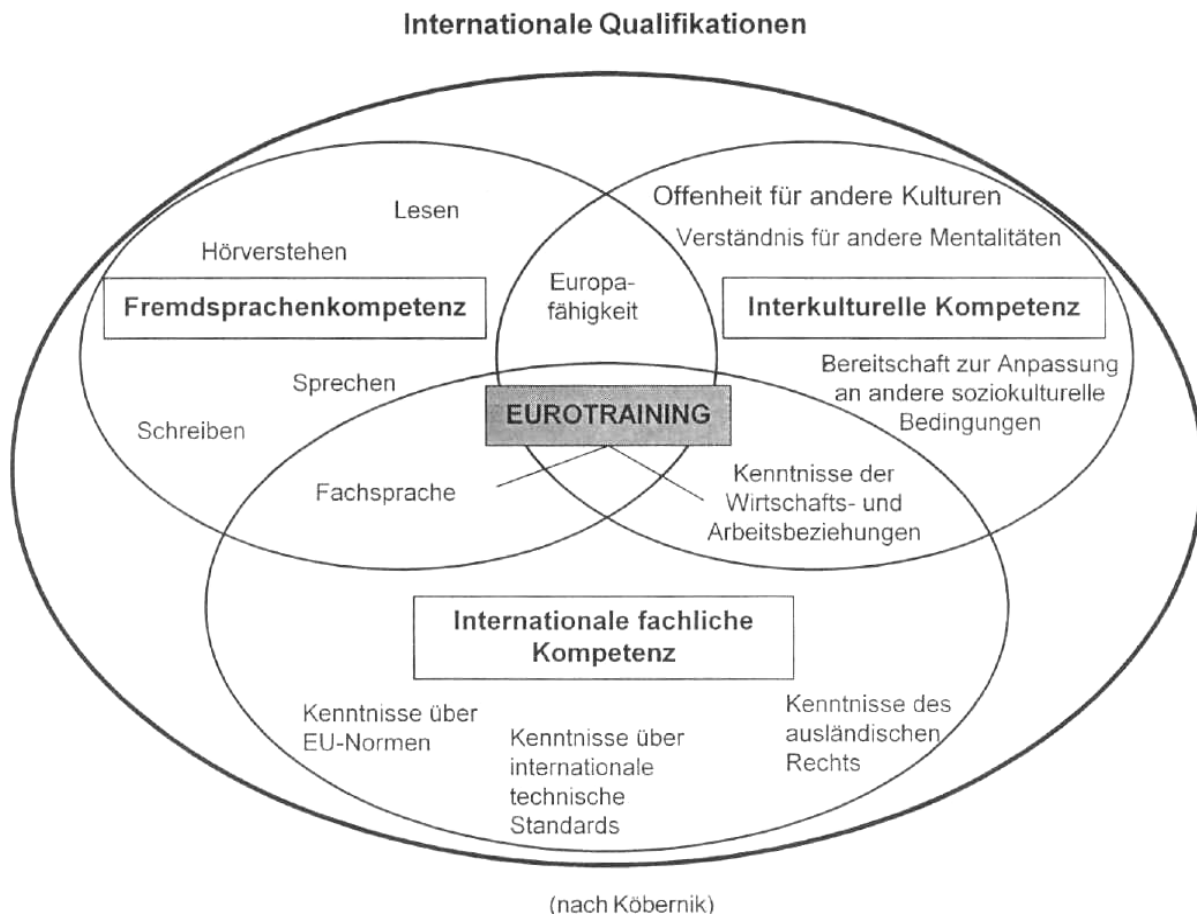 Internationale Qualifikationen
Lesen
Hörverstehen
Fremdsprachenkompetenz
Sprechen
Schreiben
Europa-
fähigkeit
Offenheit für andere Kulturen
Verständnis für andere Mentalitäten
Interkulturelle Kompetenz
Bereitschaft zur Anpassung
an andere soziokulturelle
Bedingungen
EUROTRAINING
Fachsprache
Kenntnisse der
Wirtschafts- und
Arbeitsbeziehungen
Internationale fachliche
Kompetenz
Kenntnisse über
EU-Normen
Kenntnisse über
internationale
technische
Standards
Kenntnisse des
ausländischen
Rechts
(nach Köbernik)